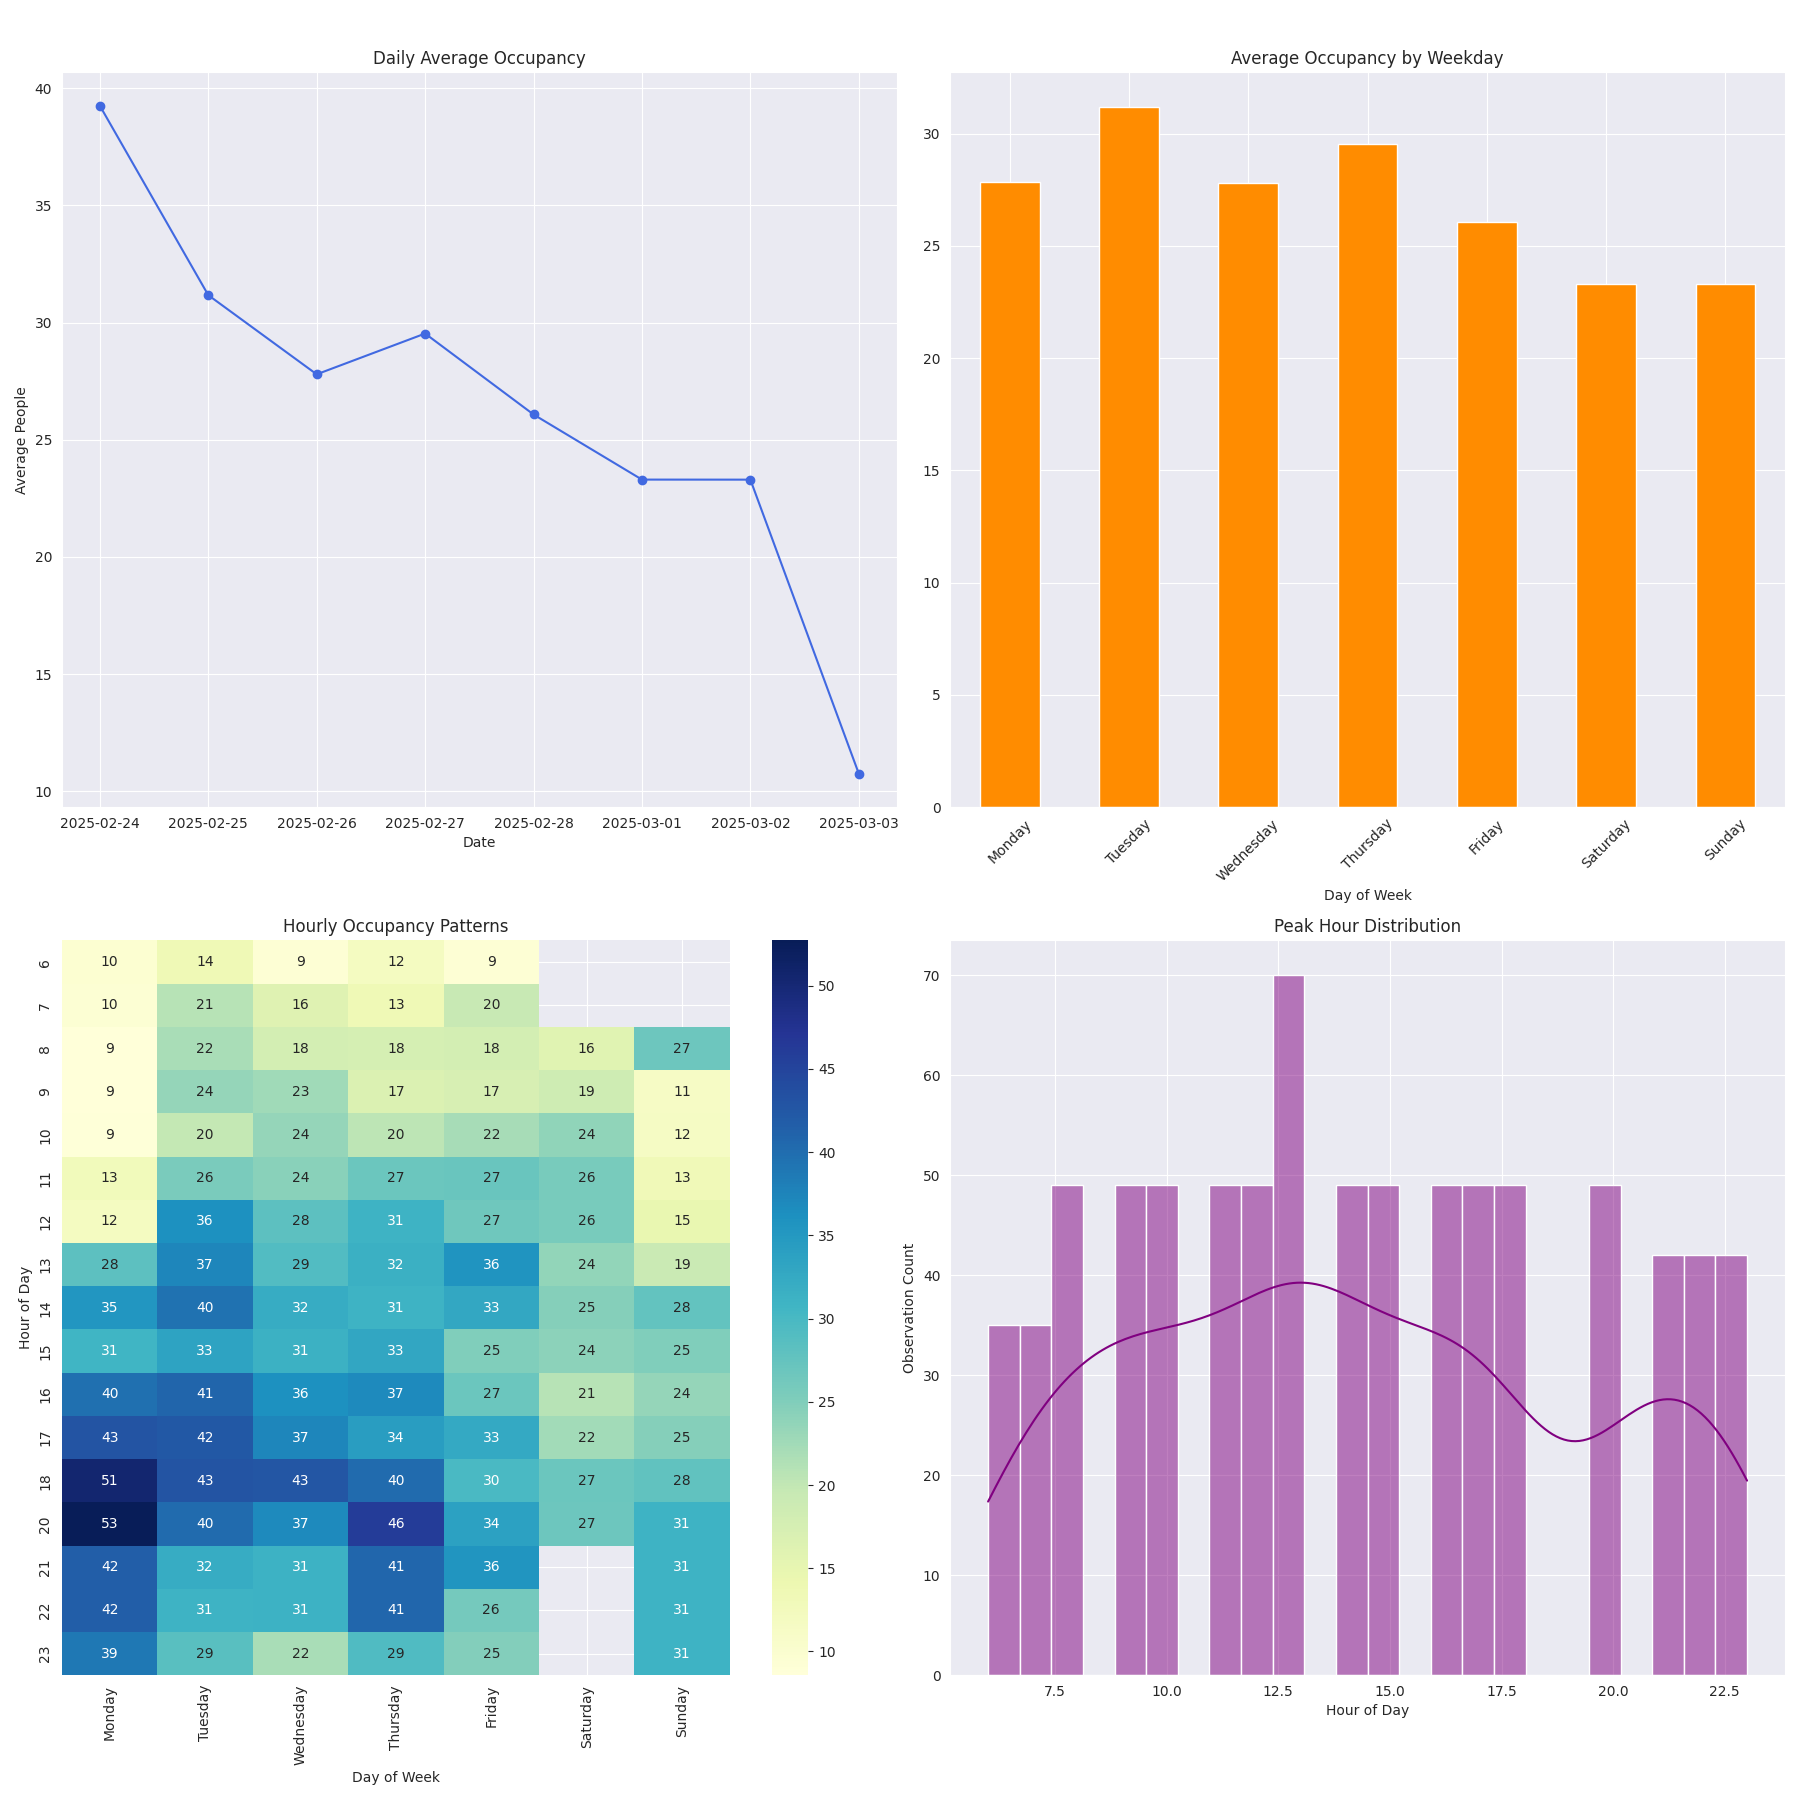 Daily Average Occupancy
Average People
40
35
30
25
20
15
10
2025-02-24 2025-02-25 2025-02-26 2025-02-27 2025-02-28 2025-03-01 2025-03-02 2025-03-03
Date
Average Occupancy by Weekday
30
25
20
15
10
5
0
Monday Tuesday Wednesday Thursday Friday Saturday Sunday
Day of Week
Hourly Occupancy Patterns
Hour of Day
6 10 14 9 12 9
7 10 21 16 13 20
8 9 22 18 18 18 16 27
9 9 24 23 17 17 19 11
10 9 20 24 20 22 24 12
11 13 26 24 27 27 26 13
12 12 36 28 31 27 26 15
13 28 37 29 32 36 24 19
14 35 40 32 31 33 25 28
15 31 33 31 33 25 24 25
16 40 41 36 37 27 21 24
17 43 42 37 34 33 22 25
18 51 43 43 40 30 27 28
20 53 40 37 46 34 27 31
21 42 32 31 41 36 31
22 42 31 31 41 26 31
23 39 29 22 29 25 31
Monday Tuesday Wednesday Thursday Friday Saturday Sunday
Day of Week
50
45
40
35
30
25
20
15
10
Peak Hour Distribution
Observation Count
70
60
50
40
30
20
10
0
7.5 10.0 12.5 15.0 17.5 20.0 22.5
Hour of Day